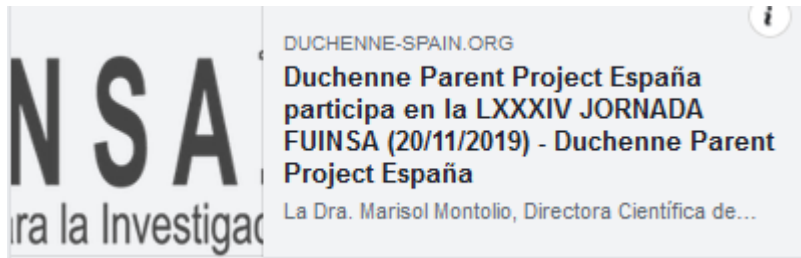 NSA
ra la Investigac
DUCHENNE-SPAIN.ORG
Duchenne Parent Project España
participa en la LXXXIV JORNADA
FUINSA (20/11/2019) - Duchenne Parent
Project España
La Dra. Marisol Montolio, Directora Científica de...
i